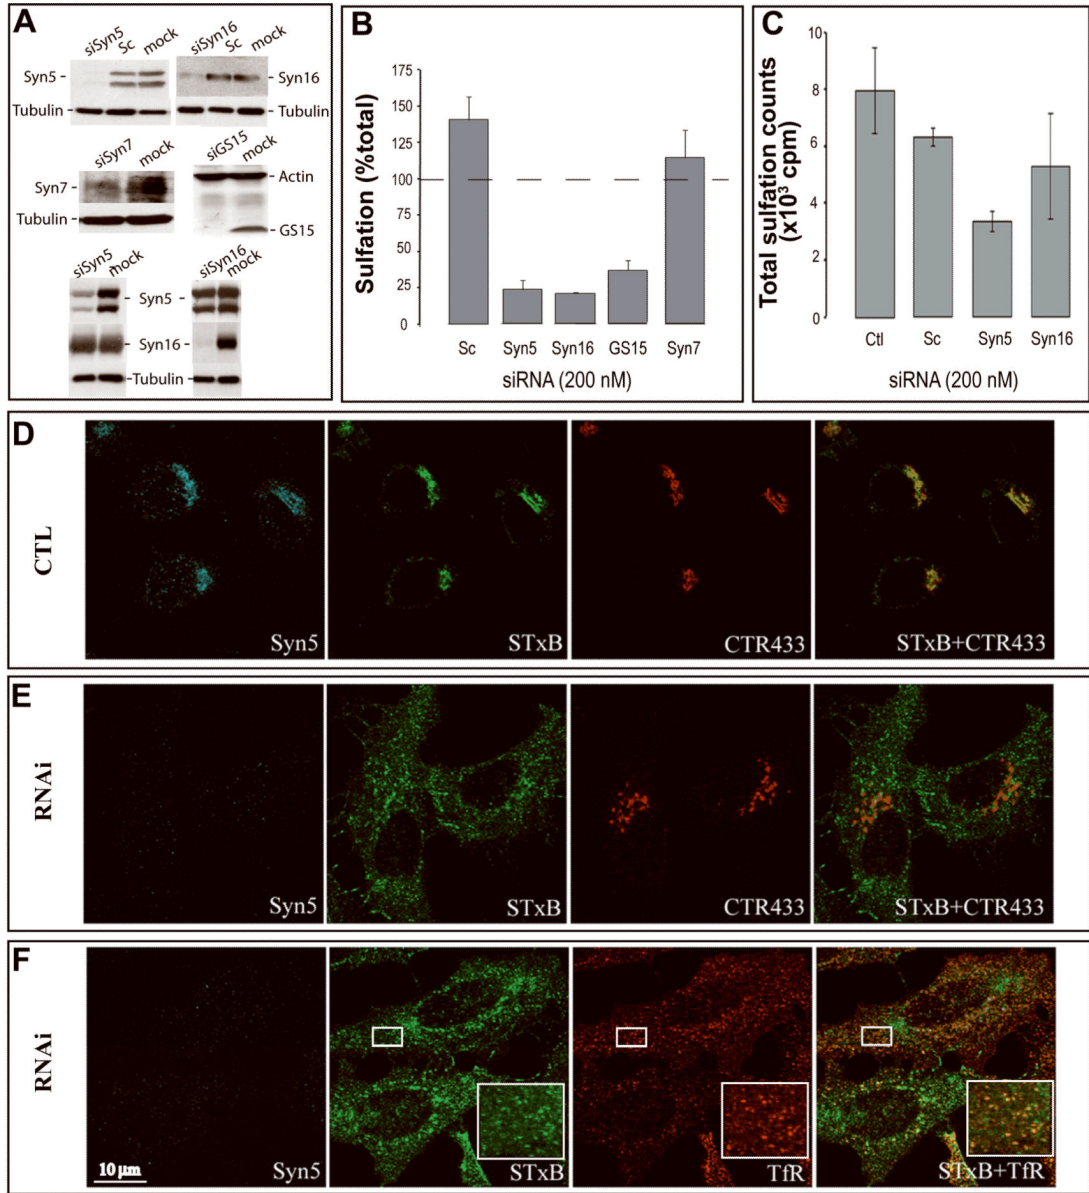 A
siSyn5 Sc mock
Syn5
Tubulin
siSyn16 Sc mock
Syn16
Tubulin
siSyn7 mock
Syn7
Tubulin
siGS15 mock
Actin
GS15
siSyn5 mock
siSyn16 mock
Syn5
Syn16
Tubulin
B
Sulfation (%total)
175
150
125
100
75
50
25
0
Sc Syn5 Syn16 GS15 Syn7
siRNA (200 nM)
C
Total sulfation counts
(x10³ cpm)
10
8
6
4
2
0
Ctl Sc Syn5 Syn16
siRNA (200 nM)
D
CTL
Syn5
STxB
CTR433
STxB+CTR433
E
RNAi
Syn5
STxB
CTR433
STxB+CTR433
F
RNAi
10 µm
Syn5
STxB
TfR
STxB+TfR